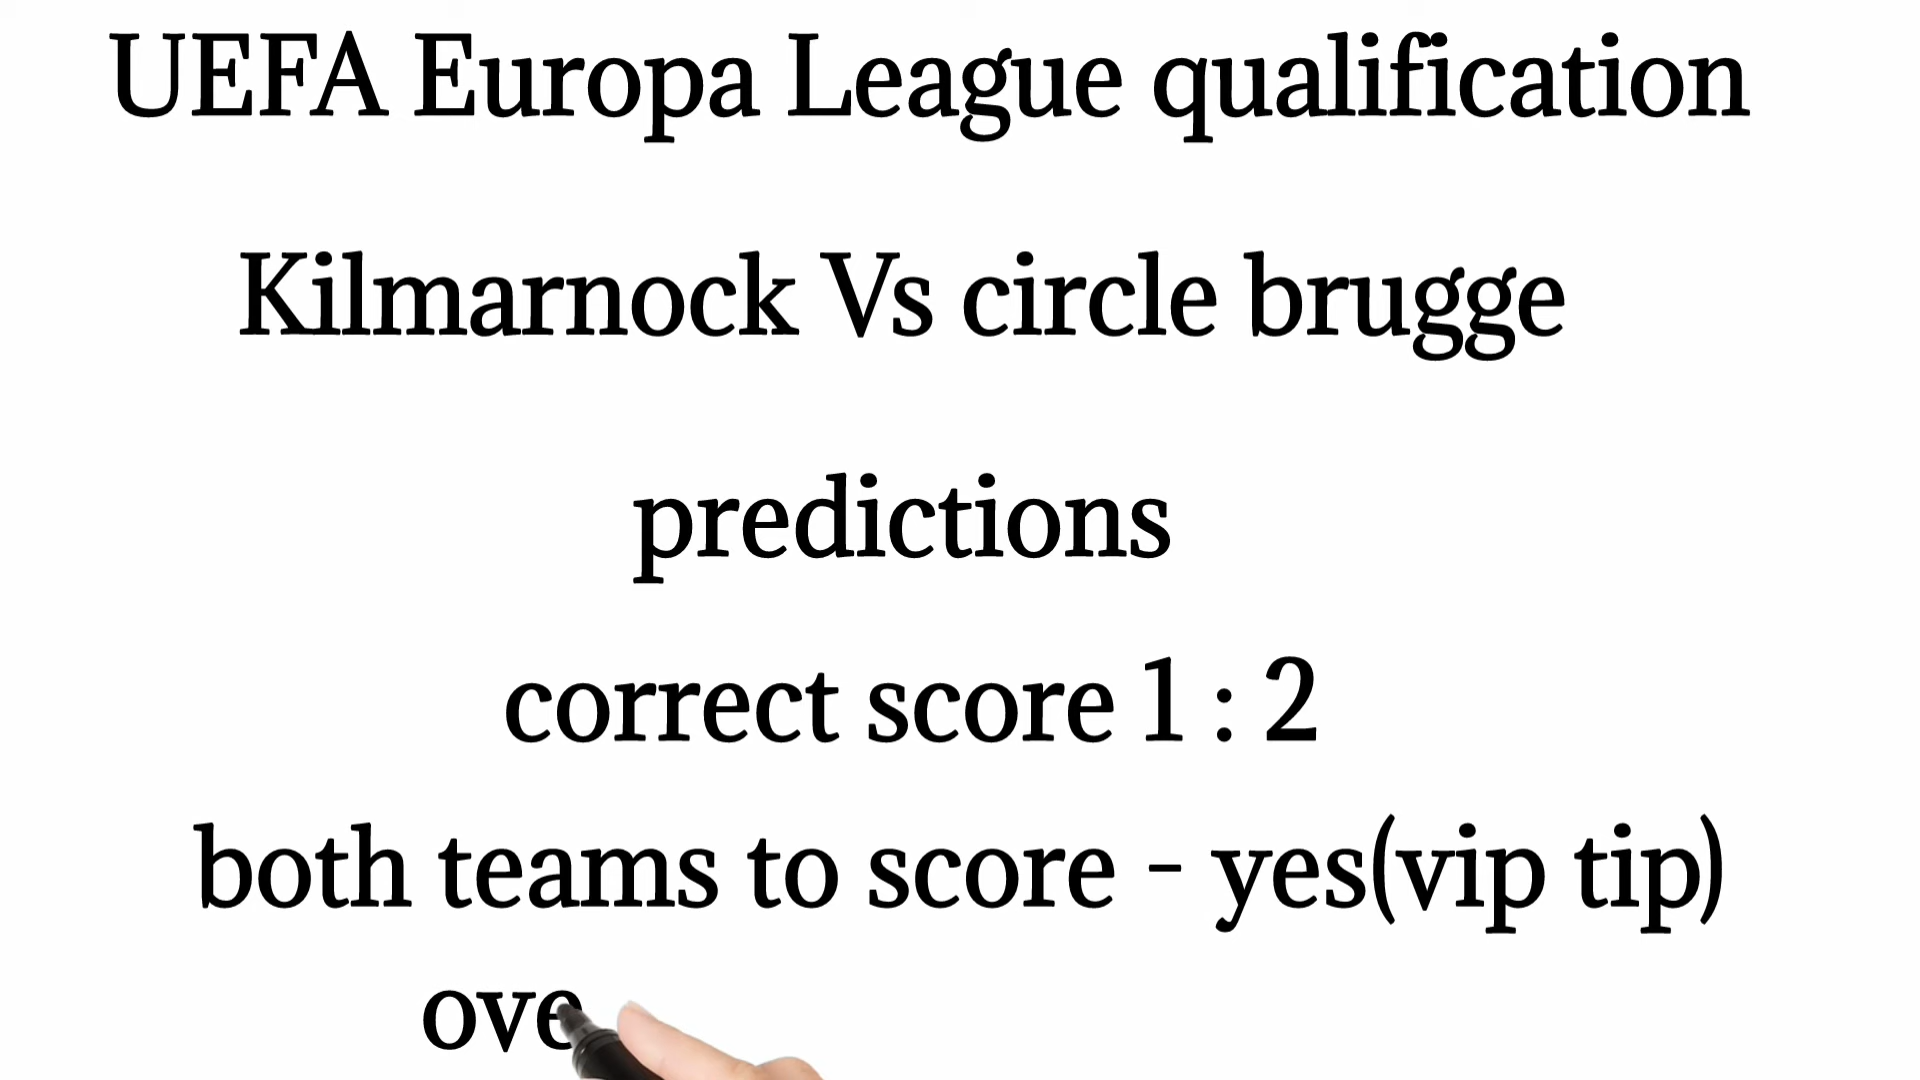 UEFA Europa League qualification
Kilmarnock Vs circle brugge
predictions
correct score 1 : 2
both teams to score - yes(vip tip)
ove